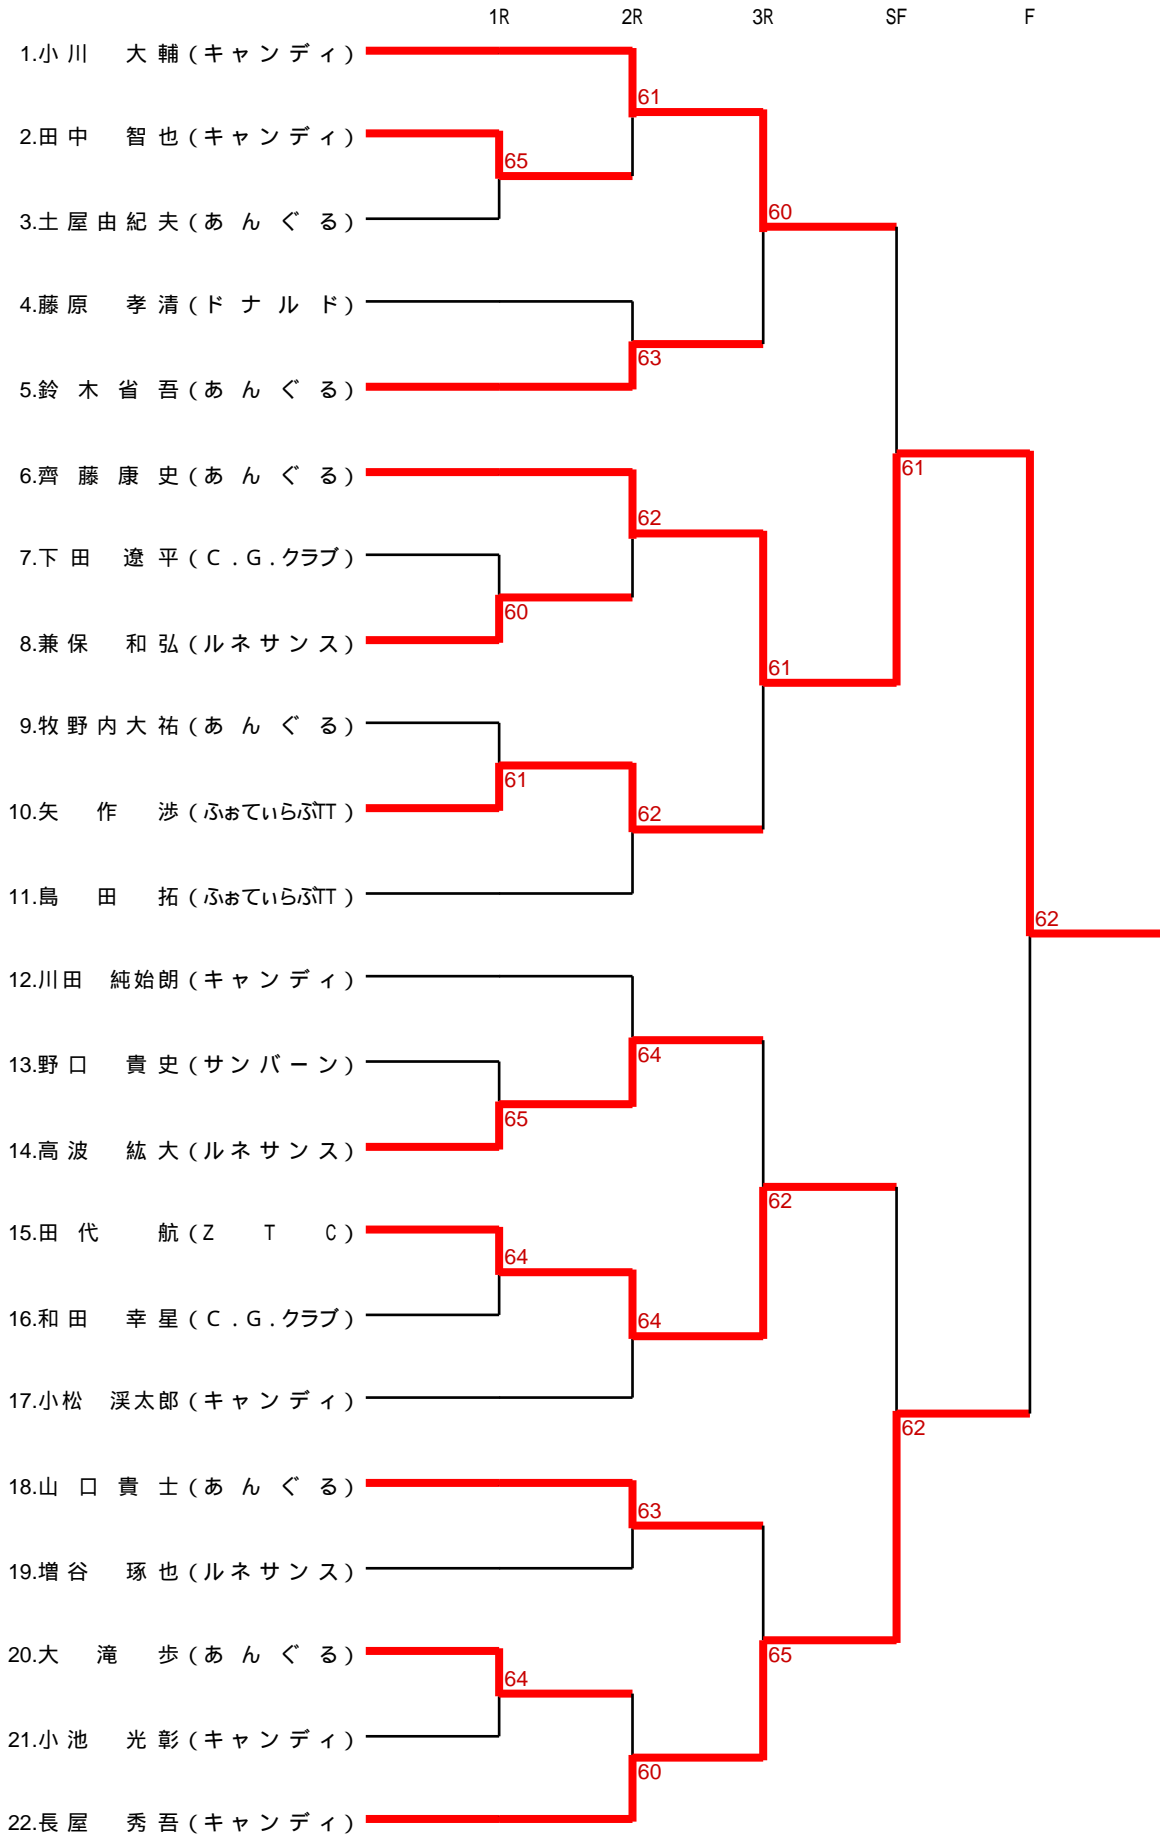 1R 2R 3R SF F
1.小川 大輔(キャンディ)
61
2.田中 智也(キャンディ)
65
3.土屋由紀夫(あんぐる)
60
4.藤原 孝清(ドナルド)
63
5.鈴木省吾(あんぐる)
61
6.齊藤康史(あんぐる)
62
7.下田 遼平(C.G.クラブ)
60
8.兼保 和弘(ルネサンス)
61
9.牧野内大祐(あんぐる)
61
10.矢作 渉(ふぉてぃらぶTT)
62
11.島田 拓(ふぉてぃらぶTT)
62
12.川田 純始朗(キャンディ)
64
13.野口 貴史(サンバーン)
65
14.高波 紘大(ルネサンス)
62
15.田代 航(ZTC)
64
16.和田 幸星(C.G.クラブ)
64
17.小松 渓太郎(キャンディ)
62
18.山口貴士(あんぐる)
63
19.増谷 琢也(ルネサンス)
20.大滝 歩(あんぐる)
65
64
21.小池 光彰(キャンディ)
60
22.長屋 秀吾(キャンディ)